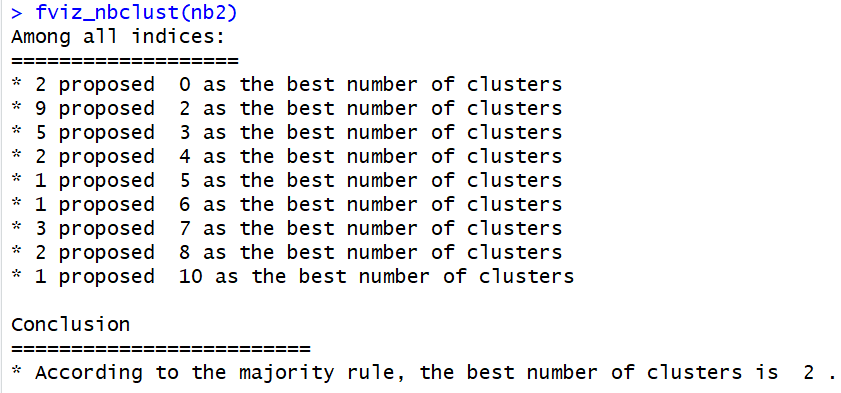 > fviz_nbclust(nb2)
Among all indices:
===================
* 2 proposed  0 as the best number of clusters
* 9 proposed  2 as the best number of clusters
* 5 proposed  3 as the best number of clusters
* 2 proposed  4 as the best number of clusters
* 1 proposed  5 as the best number of clusters
* 1 proposed  6 as the best number of clusters
* 3 proposed  7 as the best number of clusters
* 2 proposed  8 as the best number of clusters
* 1 proposed  10 as the best number of clusters

Conclusion
=========================
* According to the majority rule, the best number of clusters is  2 .